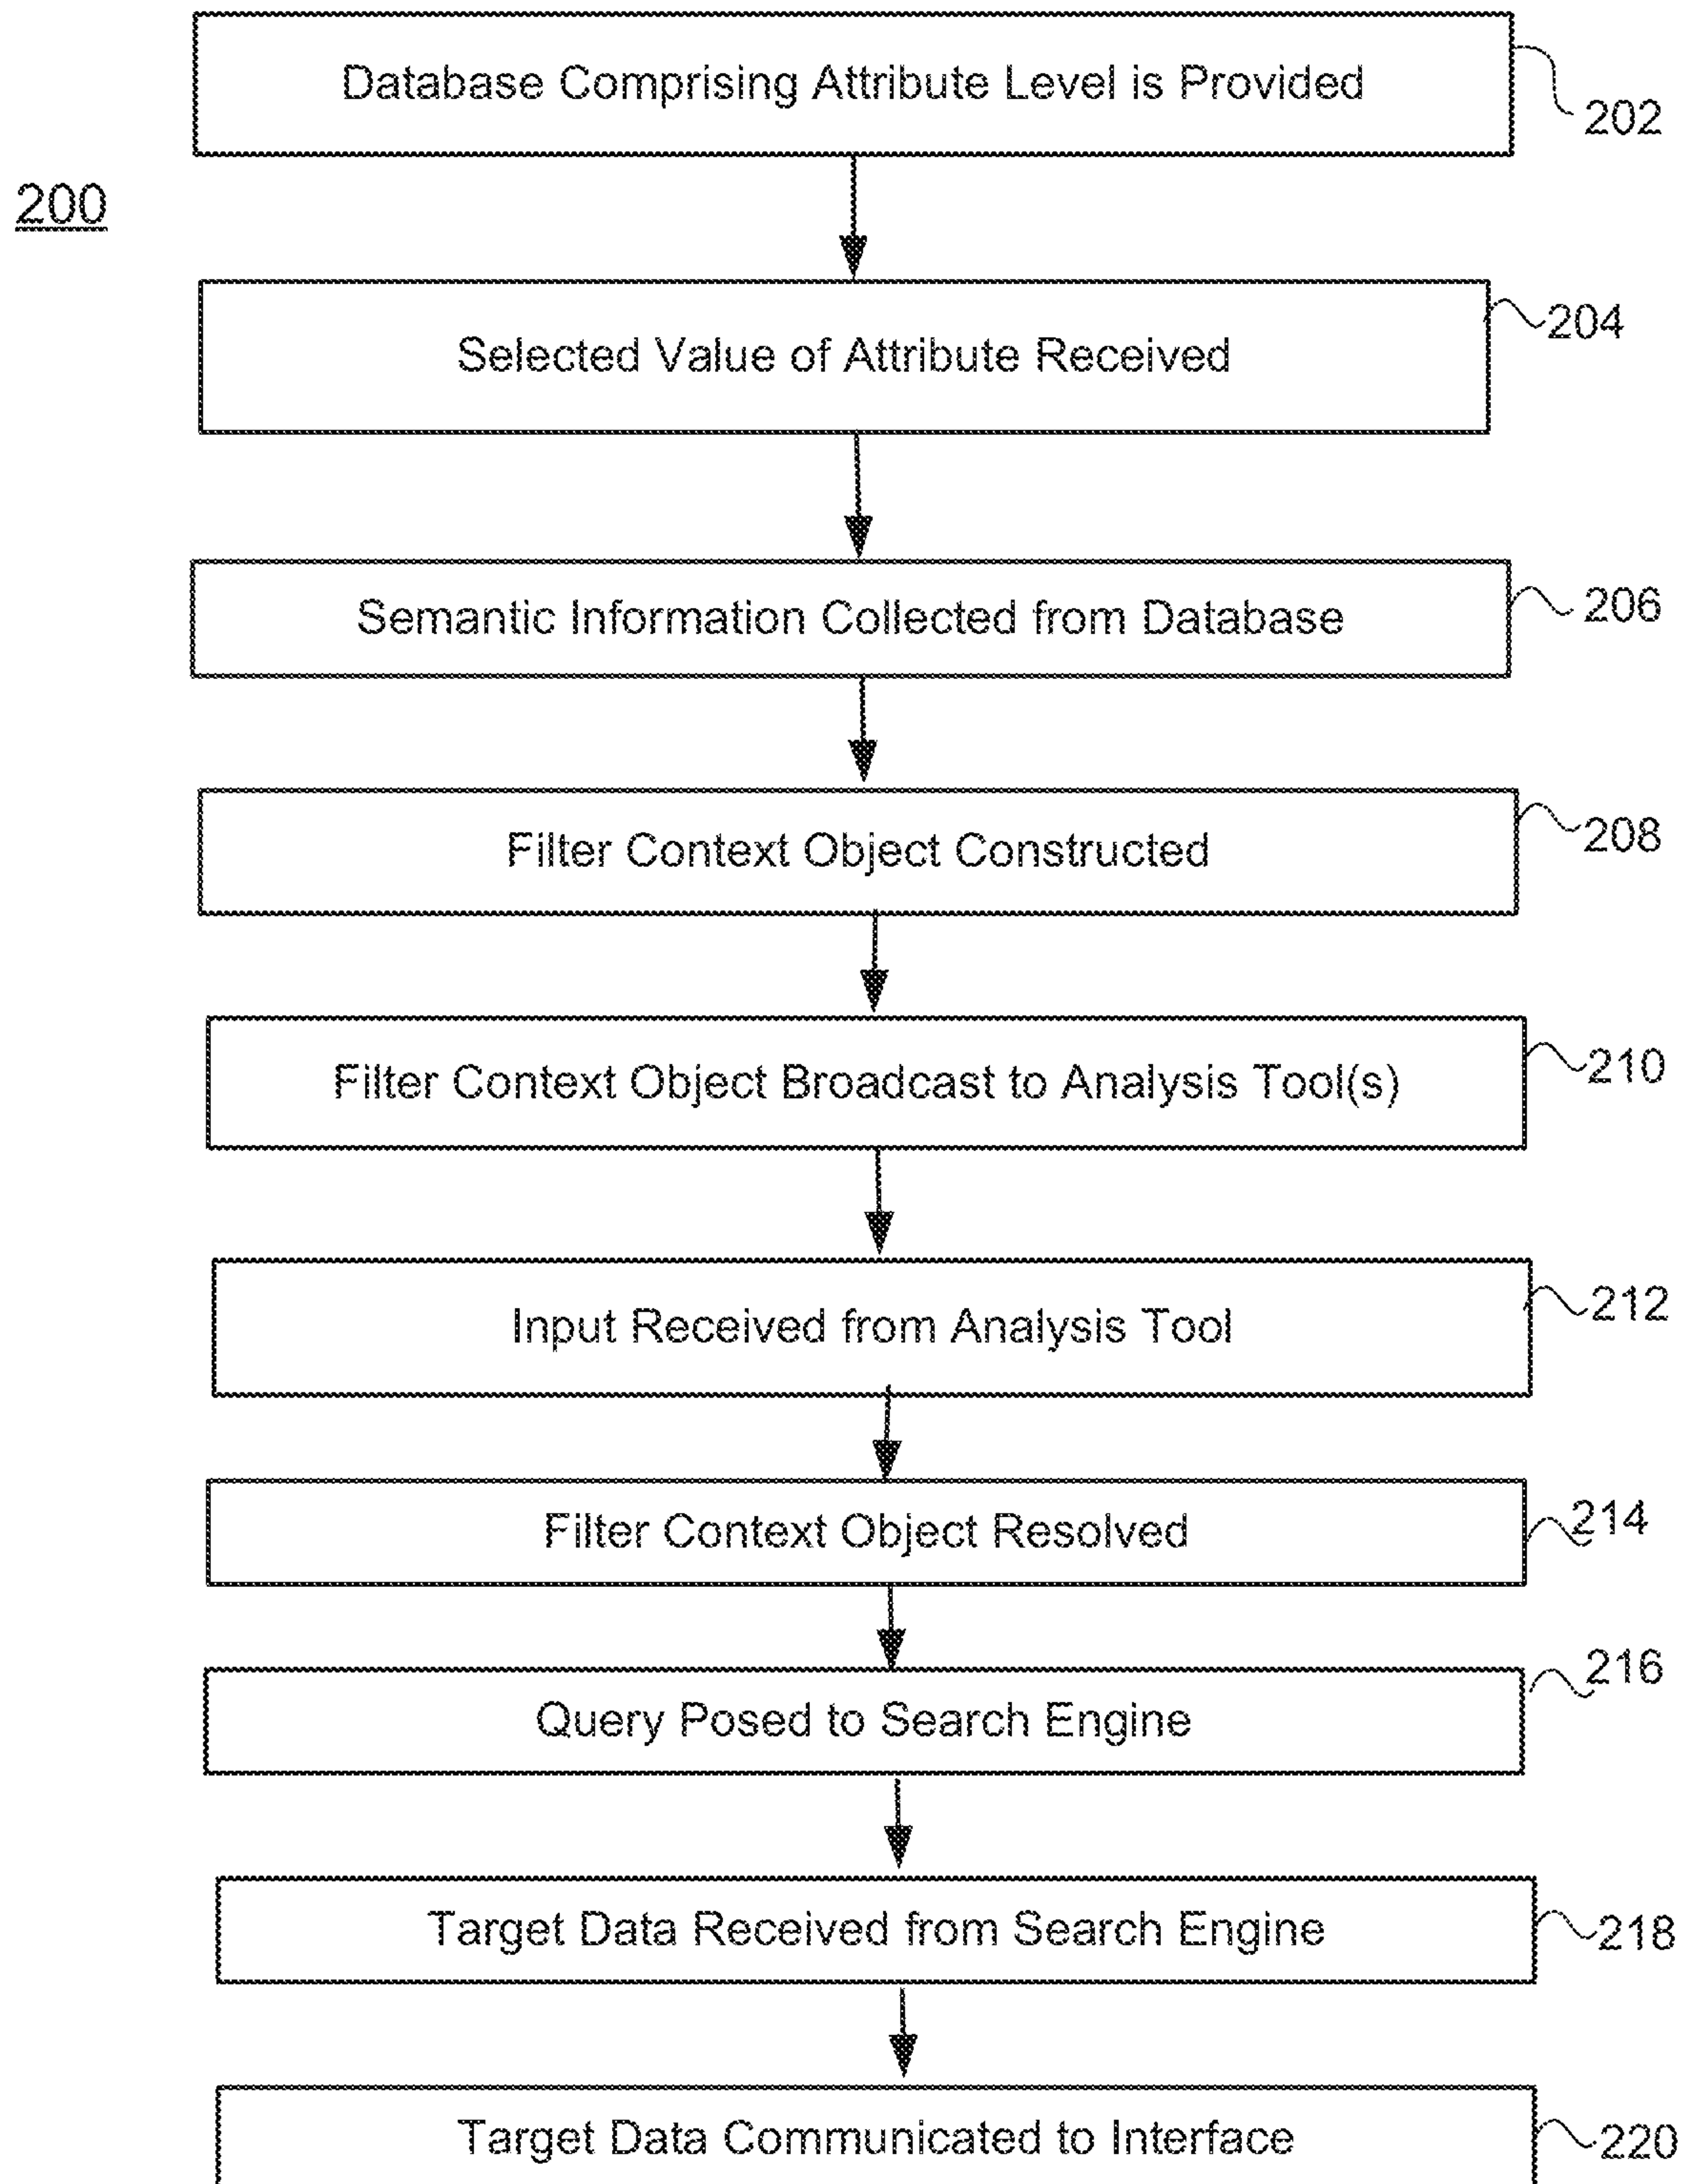 Database Comprising Attribute Level is Provided
202
200
Selected Value of Attribute Received
204
Semantic Information Collected from Database
206
Filter Context Object Constructed
208
Filter Context Object Broadcast to Analysis Tool(s)
210
Input Received from Analysis Tool
212
Filter Context Object Resolved
214
Query Posed to Search Engine
216
Target Data Received from Search Engine
218
Target Data Communicated to Interface
220